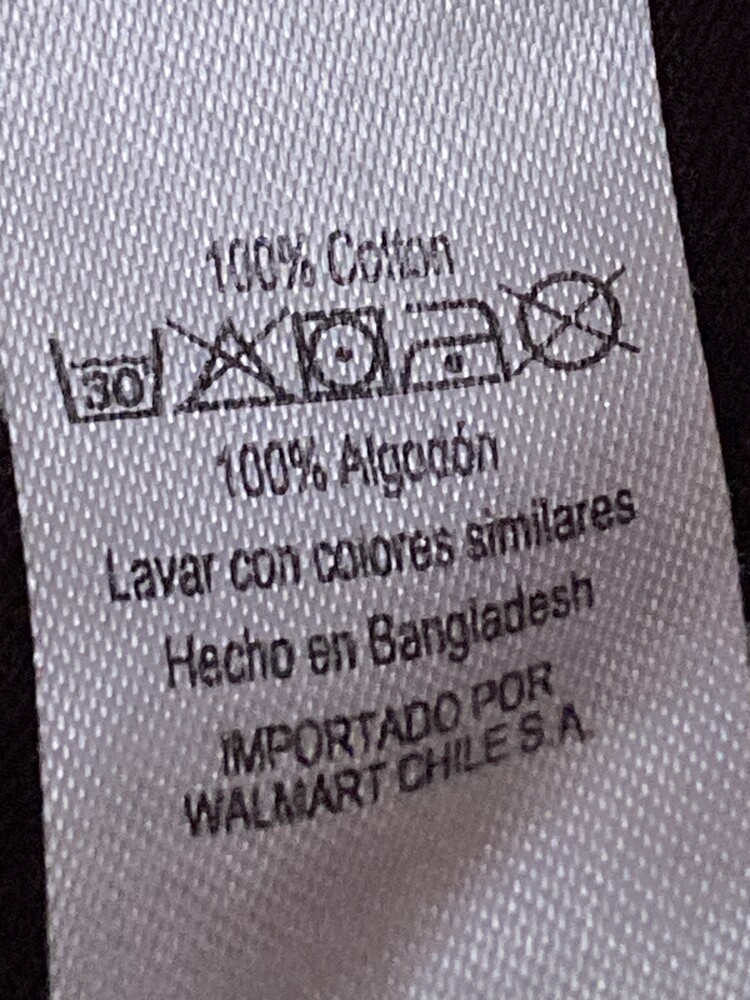 100% Cotton
30
100% Algodón
Lavar con colores similares
Hecho en Bangladesh
IMPORTADO POR
WALMART CHILE S.A.